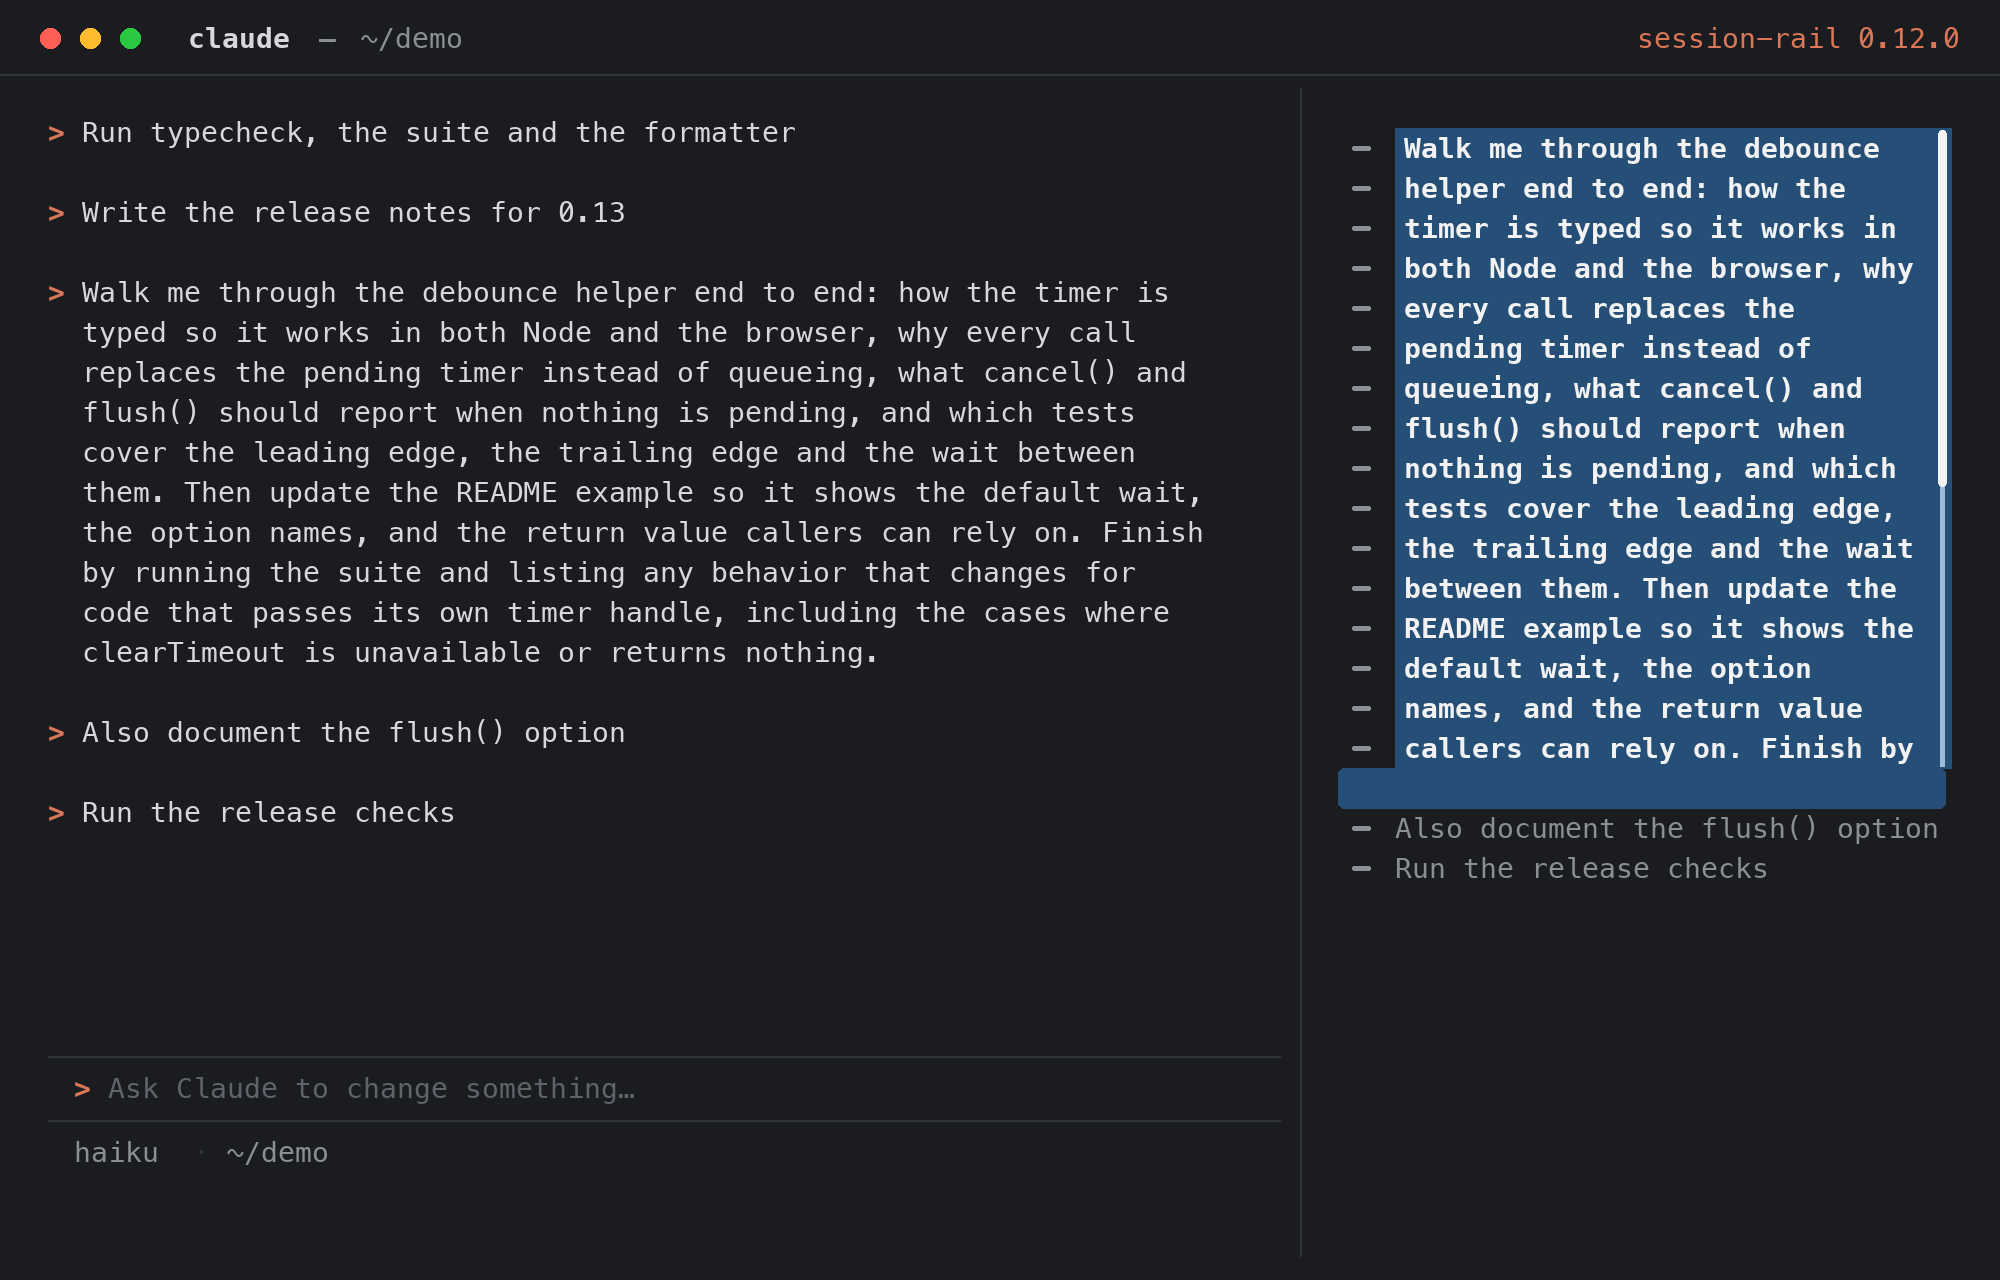 claude — ~/demo
session-rail 0.12.0
> Run typecheck, the suite and the formatter
> Write the release notes for 0.13
> Walk me through the debounce helper end to end: how the timer is
typed so it works in both Node and the browser, why every call
replaces the pending timer instead of queueing, what cancel() and
flush() should report when nothing is pending, and which tests
cover the leading edge, the trailing edge and the wait between
them. Then update the README example so it shows the default wait,
the option names, and the return value callers can rely on. Finish
by running the suite and listing any behavior that changes for
code that passes its own timer handle, including the cases where
clearTimeout is unavailable or returns nothing.
> Also document the flush() option
> Run the release checks
> Ask Claude to change something…
haiku · ~/demo
Walk me through the debounce
helper end to end: how the
timer is typed so it works in
both Node and the browser, why
every call replaces the
pending timer instead of
queueing, what cancel() and
flush() should report when
nothing is pending, and which
tests cover the leading edge,
the trailing edge and the wait
between them. Then update the
README example so it shows the
default wait, the option
names, and the return value
callers can rely on. Finish by
Also document the flush() option
Run the release checks